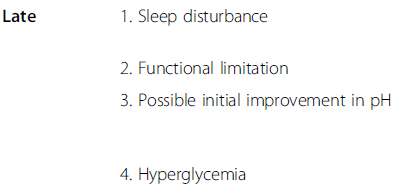 Late 1. Sleep disturbance
2. Functional limitation
3. Possible initial improvement in pH
4. Hyperglycemia